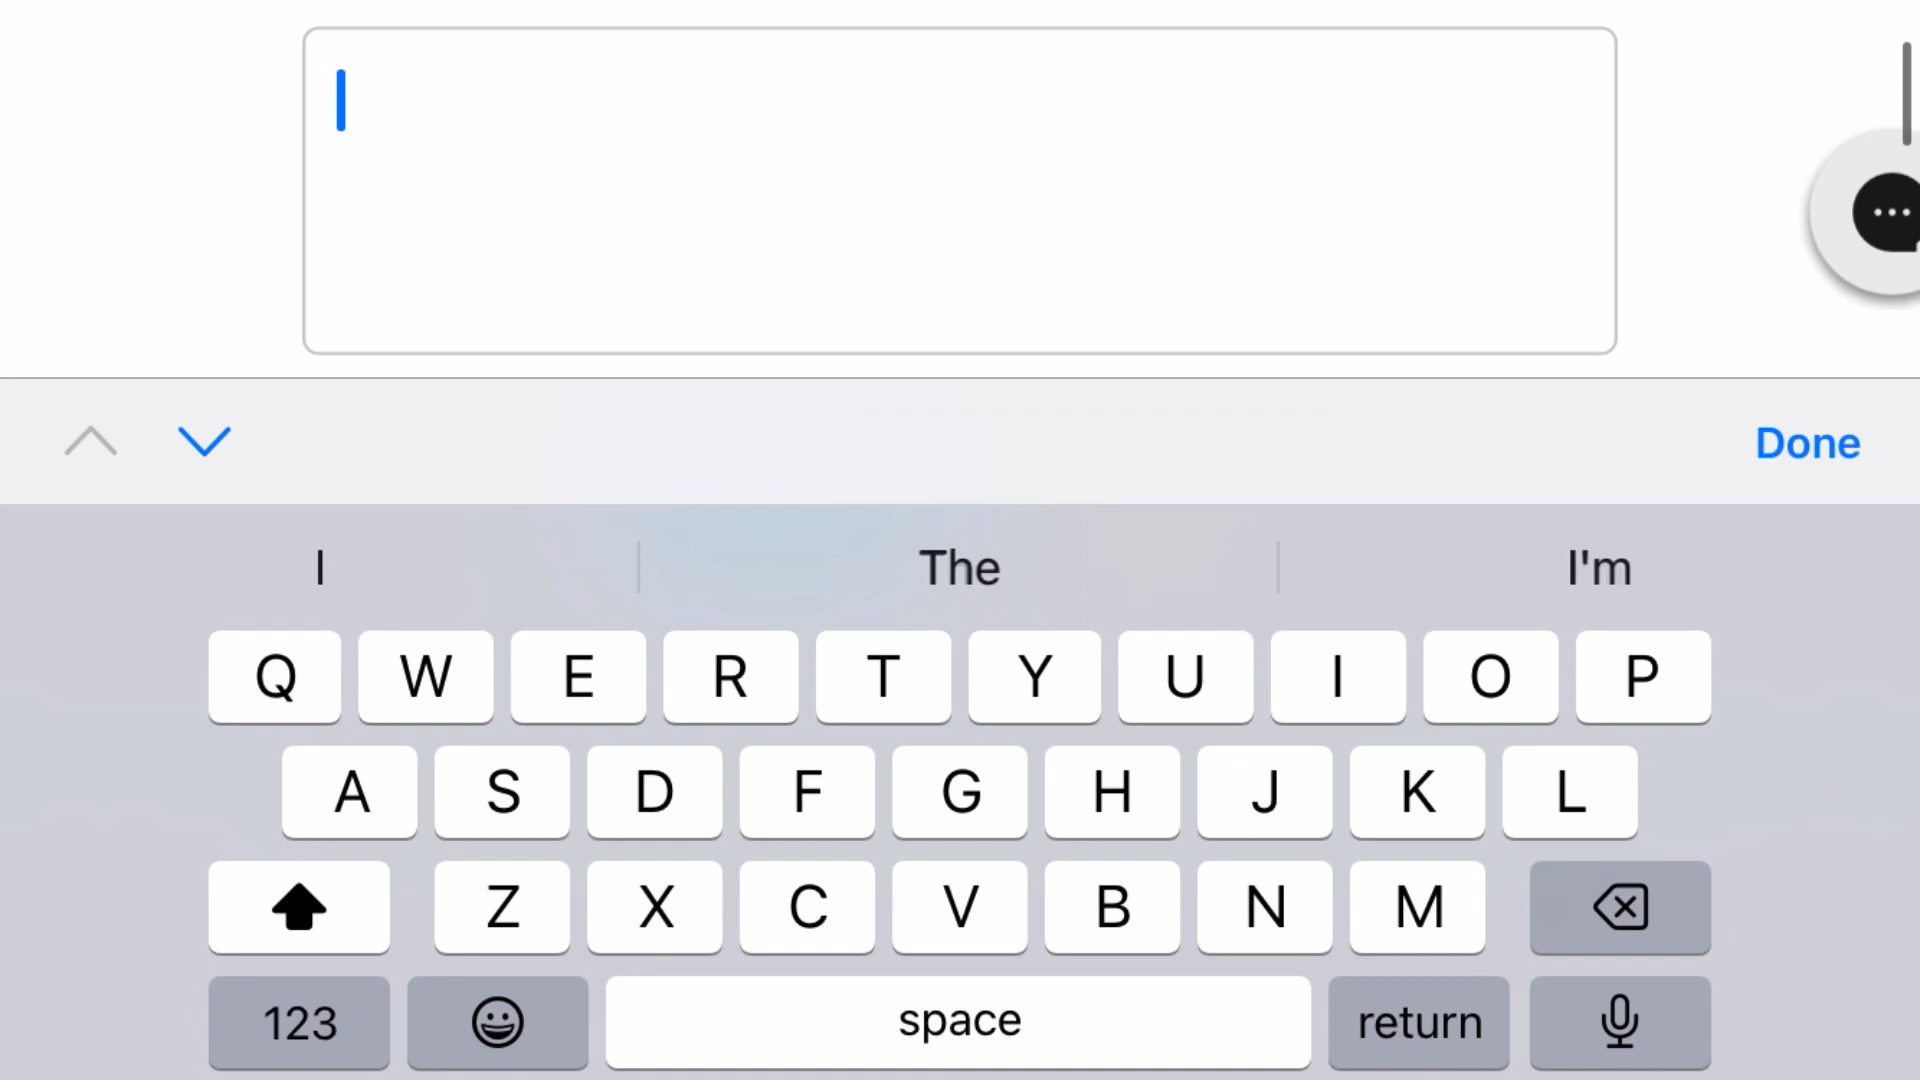 Done
I The I'm
Q W E R T Y U I O P
A S D F G H J K L
Z X C V B N M
123 space return